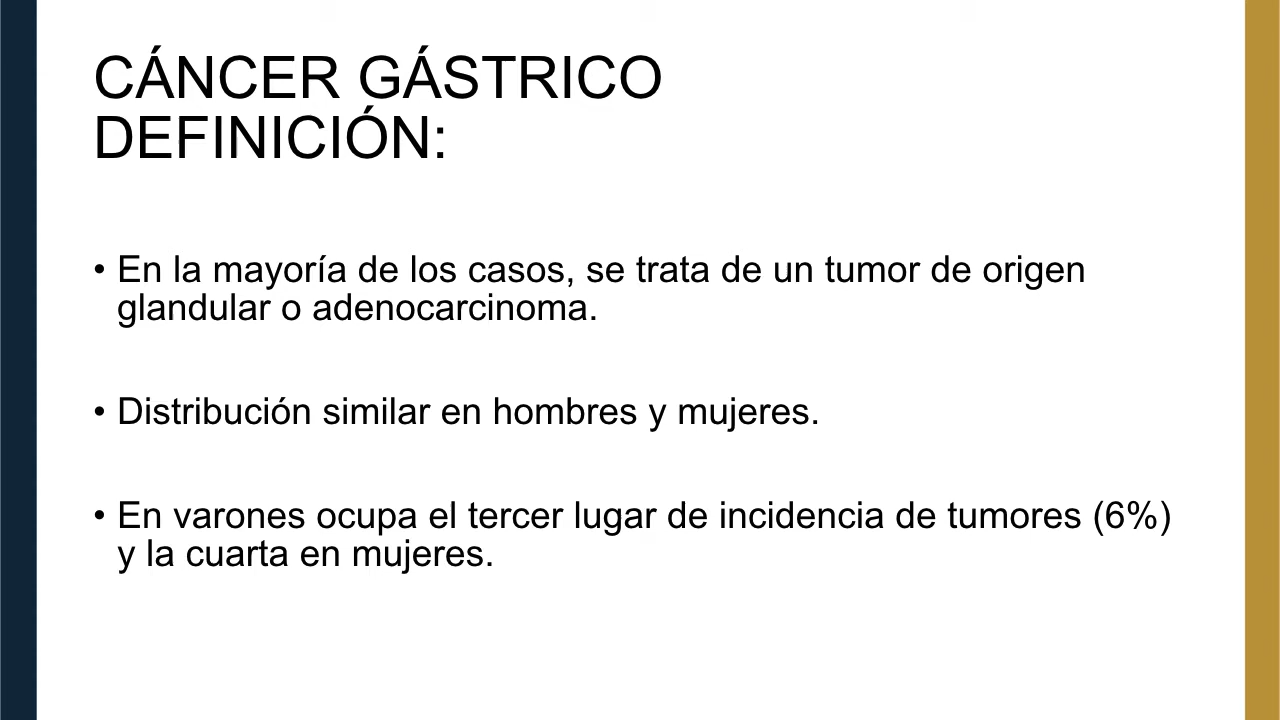 CÁNCER GÁSTRICO
DEFINICIÓN:
• En la mayoría de los casos, se trata de un tumor de origen
glandular o adenocarcinoma.
• Distribución similar en hombres y mujeres.
• En varones ocupa el tercer lugar de incidencia de tumores (6%)
y la cuarta en mujeres.